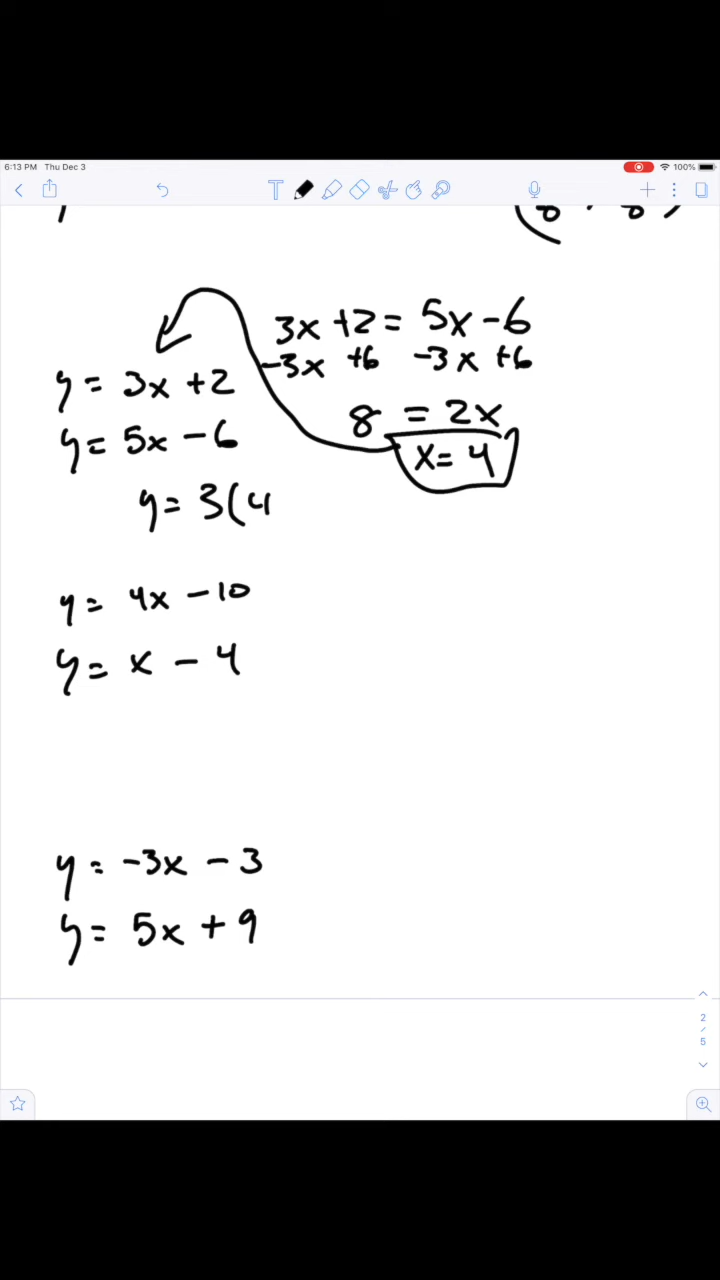 6:13 PM Thu Dec 3 100%
T
3x + 2 = 5x - 6
-3x +6 -3x +6
8 = 2x
x = 4
y = 3x + 2
y = 5x - 6
y = 3(4
y = 4x - 10
y = x - 4
y = -3x - 3
y = 5x + 9
2
/
5